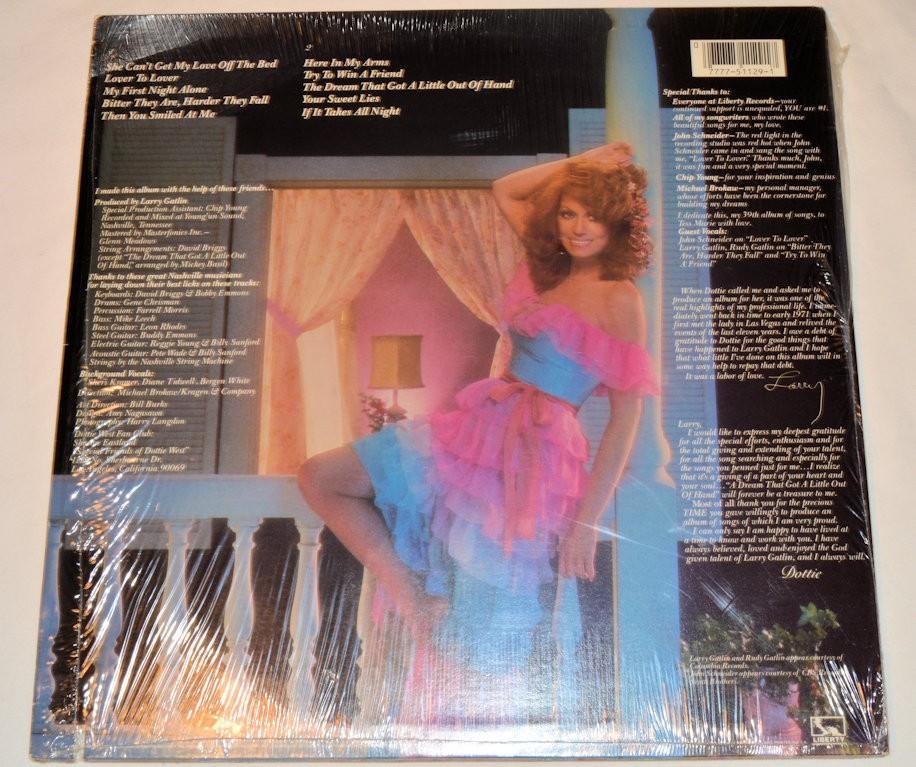 She Can't Get My Love Off The Bed
Lover To Lover
My First Night Alone
Bitter They Are, Harder They Fall
Then You Smiled At Me
2
Here In My Arms
Try To Win A Friend
The Dream That Got A Little Out Of Hand
Your Sweet Lies
If It Takes All Night
I made this album with the help of these friends...
Produced by Larry Gatlin
Special Production Assistant: Chip Young
Recorded and Mixed at Young'un Sound,
Nashville, Tennessee
Mastered by Masterfonics Inc.—
Glenn Meadows
String Arrangements: David Briggs
(except "The Dream That Got A Little Out
Of Hand," arranged by Mickey Bass)
Thanks to these great Nashville musicians
for laying down their best licks on these tracks:
Keyboards: David Briggs & Bobby Emmons
Drums: Gene Chrisman
Percussion: Farrell Morris
Bass: Mike Leech
Bass Guitar: Leon Rhodes
Steel Guitar: Buddy Emmons
Electric Guitar: Reggie Young & Billy Sanford
Acoustic Guitar: Pete Wade & Billy Sanford
Strings by the Nashville String Machine
Background Vocals:
Sheri Kramer, Diane Tidwell, Bergen White
Direction: Michael Brokaw/Kragen & Company
Art Direction: Bill Burks
Design: Amy Nagasawa
Photography: Harry Langdon
Dottie West Fan Club:
Eastland
Special Friends of Dottie West"
Sherbourne Dr.
Los Angeles, California 90069
0
7777-51129-1
Special Thanks to:
Everyone at Liberty Records—your
continued support is unequaled, YOU are #1.
All of my songwriters who wrote these
beautiful songs for me, my love.
John Schneider—The red light in the
recording studio was red hot when John
Schneider came in and sang the song with
me, "Lover To Lover." Thanks much, John,
it was fun and a very special moment.
Chip Young—for your inspiration and genius
Michael Brokaw—my personal manager,
whose efforts have been the cornerstone for
building my dreams
I dedicate this, my 39th album of songs, to
Tess Marie with love.
Guest Vocals:
John Schneider on "Lover To Lover"
Larry Gatlin, Rudy Gatlin on "Bitter They
Are, Harder They Fall" and "Try To Win
A Friend"
When Dottie called me and asked me to
produce an album for her, it was one of the
real highlights of my professional life. I imme-
diately went back in time to early 1971 when I
first met the lady in Las Vegas and relived the
events of the last eleven years. I owe a debt of
gratitude to Dottie for the good things that
have happened to Larry Gatlin and I hope
that what little I've done on this album will in
some way help to repay that debt.
It was a labor of love.
Larry
Larry,
I would like to express my deepest gratitude
for all the special efforts, enthusiasm and for
the total giving and extending of your talent,
for all the song searching and especially for
the songs you penned just for me...I realize
that it's a giving of a part of your heart and
your soul..."A Dream That Got A Little Out
Of Hand" will forever be a treasure to me.
Most of all thank you for the precious
TIME you gave willingly to produce an
album of songs of which I am very proud.
I can only say I am happy to have lived at
a time to know and work with you. I have
always believed, loved and enjoyed the God
given talent of Larry Gatlin, and I always will.
Dottie
Larry Gatlin and Rudy Gatlin appear courtesy of
Columbia Records.
John Schneider appears courtesy of CBS
Scotti Brothers.
LIBERTY